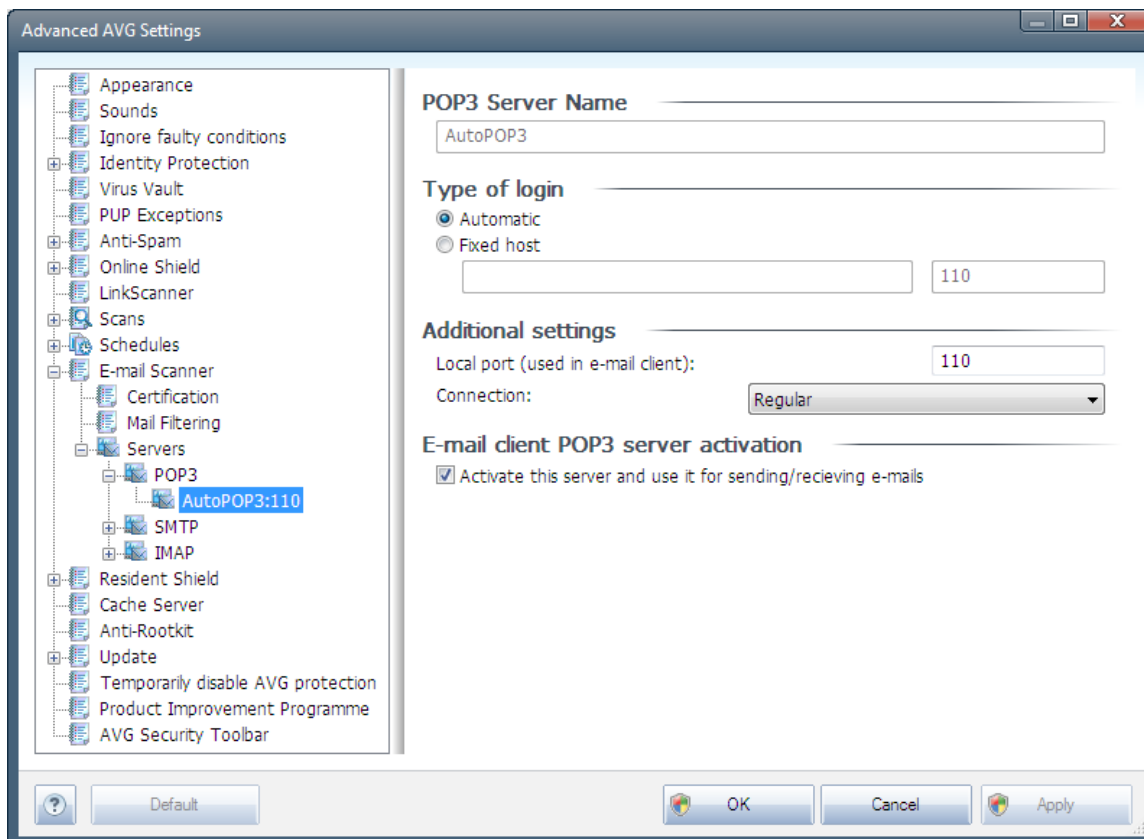 Advanced AVG Settings
Appearance
Sounds
Ignore faulty conditions
Identity Protection
Virus Vault
PUP Exceptions
Anti-Spam
Online Shield
LinkScanner
Scans
Schedules
E-mail Scanner
Certification
Mail Filtering
Servers
POP3
AutoPOP3:110
SMTP
IMAP
Resident Shield
Cache Server
Anti-Rootkit
Update
Temporarily disable AVG protection
Product Improvement Programme
AVG Security Toolbar
POP3 Server Name
AutoPOP3
Type of login
Automatic
Fixed host
110
Additional settings
Local port (used in e-mail client): 110
Connection: Regular
E-mail client POP3 server activation
Activate this server and use it for sending/recieving e-mails
? Default OK Cancel Apply